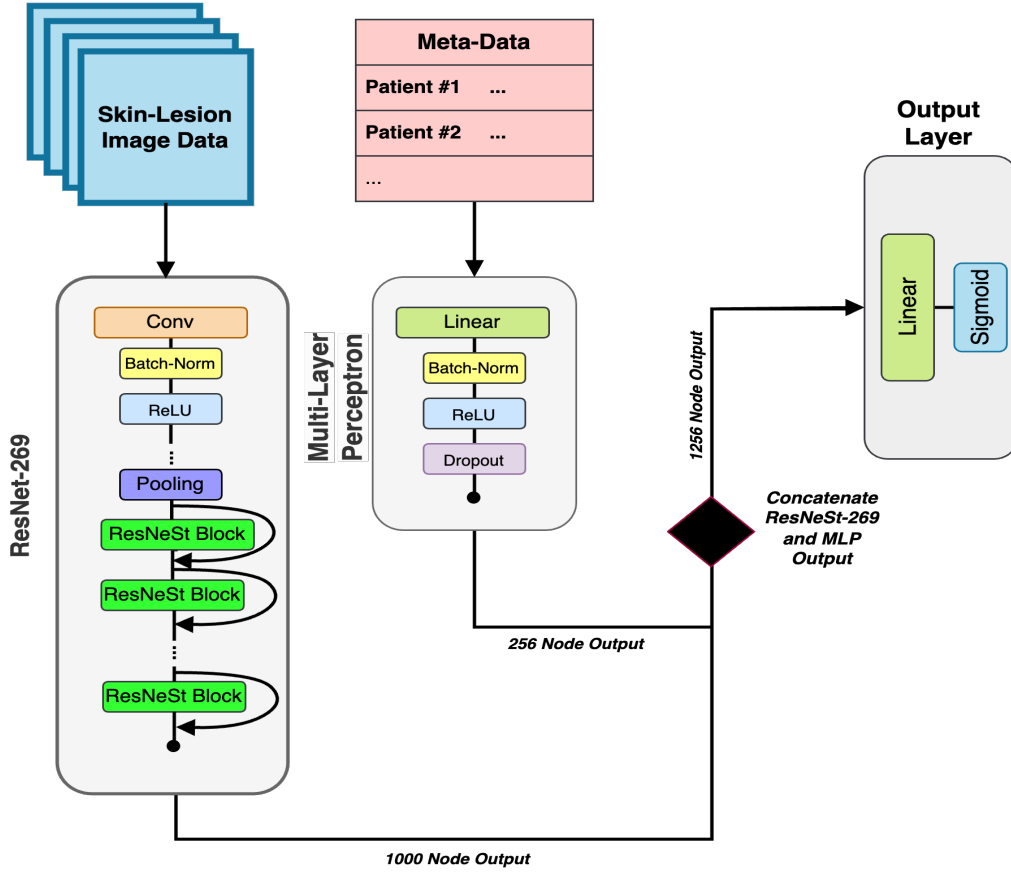 Skin-Lesion
Image Data
Meta-Data
Patient #1 ...
Patient #2 ...
...
Output
Layer
ResNet-269
Conv
Batch-Norm
ReLU
Pooling
ResNeSt Block
ResNeSt Block
ResNeSt Block
Multi-Layer
Perceptron
Linear
Batch-Norm
ReLU
Dropout
Linear
Sigmoid
1256 Node Output
Concatenate
ResNeSt-269
and MLP
Output
256 Node Output
1000 Node Output